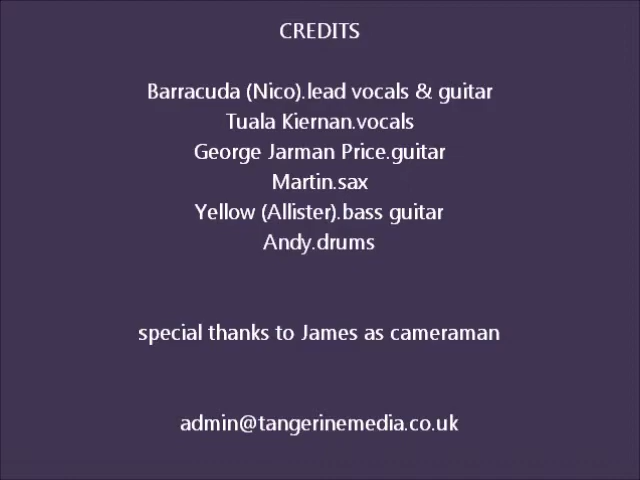 CREDITS
Barracuda (Nico).lead vocals & guitar
Tuala Kiernan.vocals
George Jarman Price.guitar
Martin.sax
Yellow (Allister).bass guitar
Andy.drums
special thanks to James as cameraman
admin@tangerinemedia.co.uk